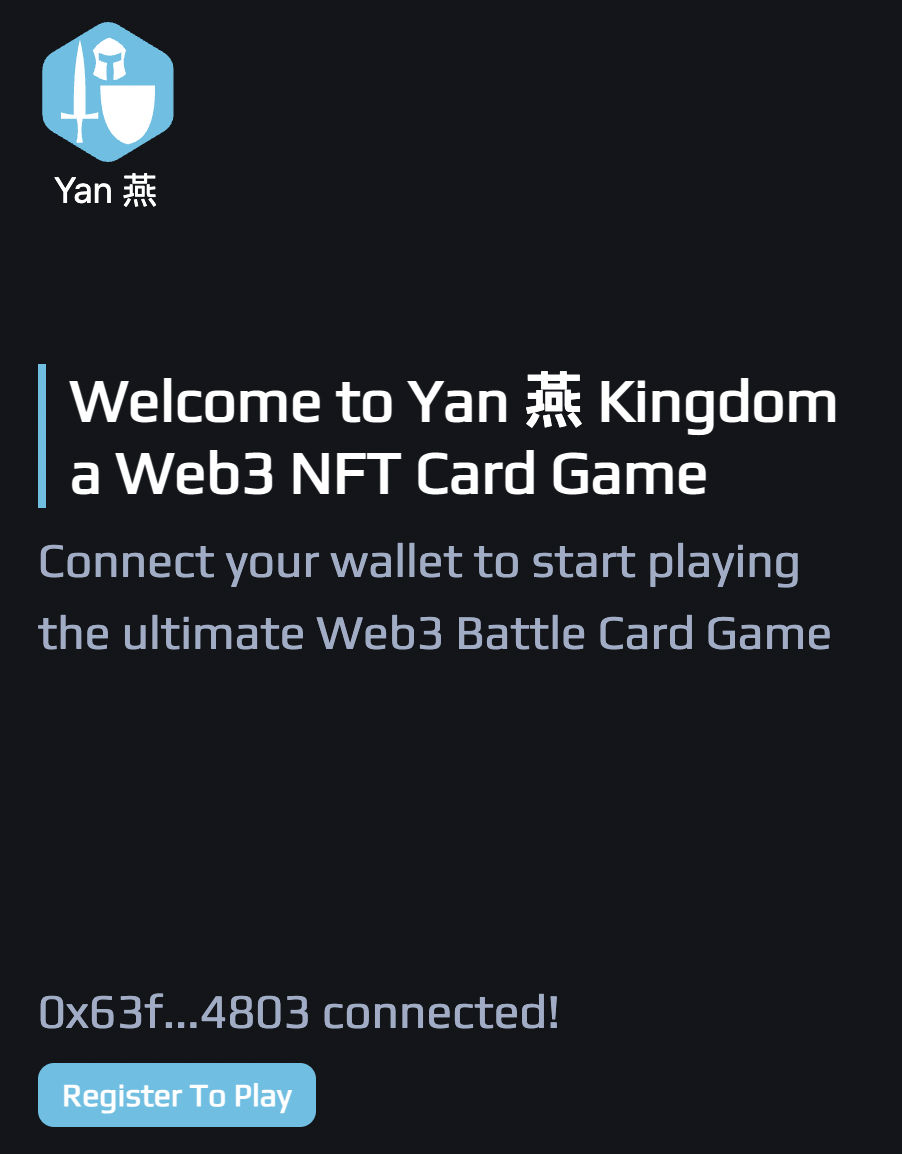 Yan 燕
Welcome to Yan 燕 Kingdom
a Web3 NFT Card Game
Connect your wallet to start playing
the ultimate Web3 Battle Card Game
0x63f...4803 connected!
Register To Play